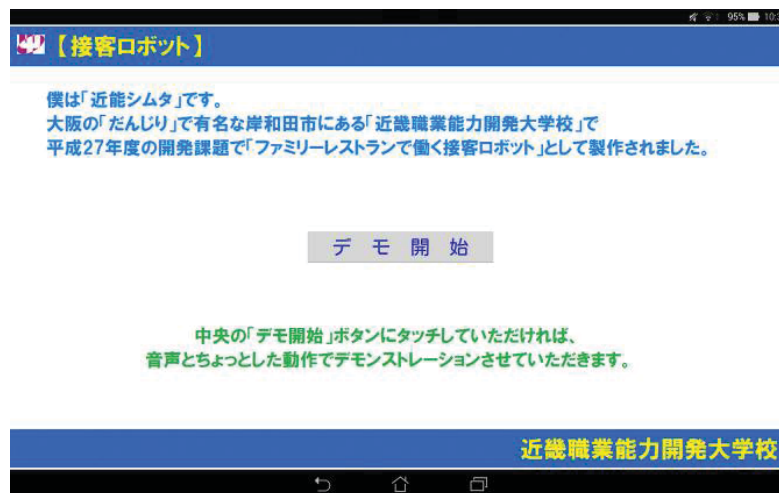 95% 10:
【接客ロボット】
僕は「近能シムタ」です。
大阪の「だんじり」で有名な岸和田市にある「近畿職業能力開発大学校」で
平成27年度の開発課題で「ファミリーレストランで働く接客ロボット」として製作されました。
デモ開始
中央の「デモ開始」ボタンにタッチしていただければ、
音声とちょっとした動作でデモンストレーションさせていただきます。
近畿職業能力開発大学校